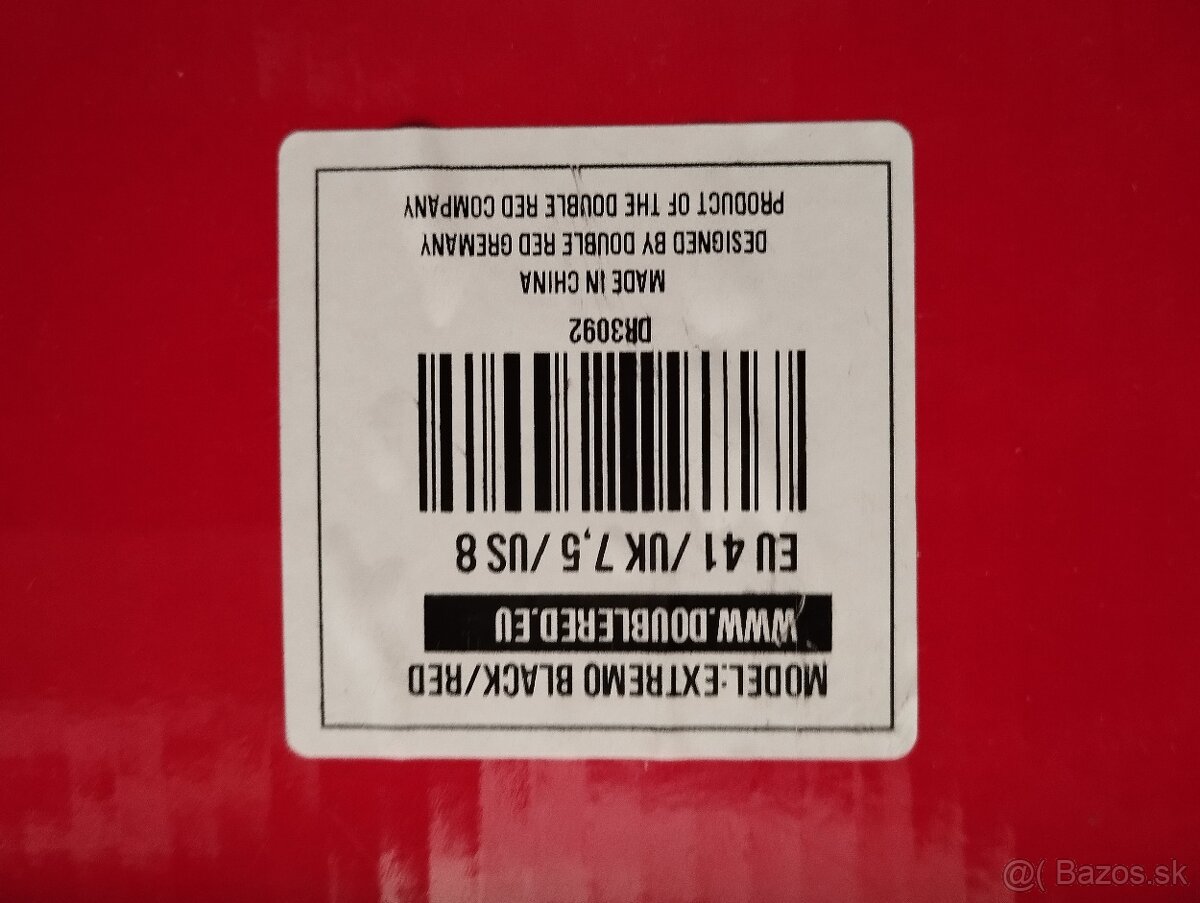 MODEL:EXTREMO BLACK/RED
WWW.DOUBLERED.EU
EU 41/UK 7,5/US 8
DR3092
MADE IN CHINA
DESIGNED BY DOUBLE RED GREMANY
PRODUCT OF THE DOUBLE RED COMPANY
@( Bazos.sk